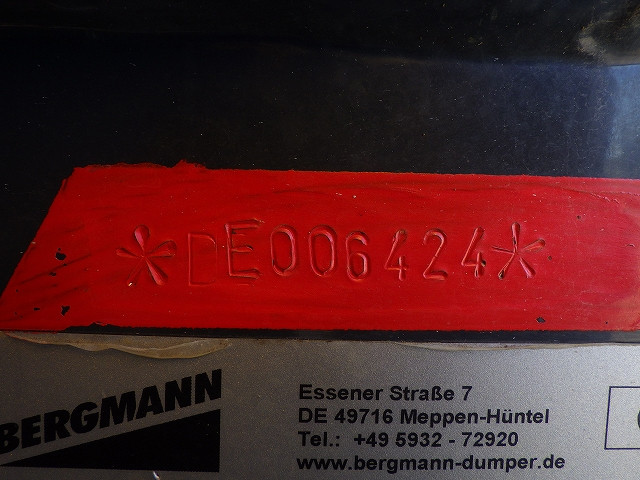 *DE006424*
BERGMANN
Essener Straße 7
DE 49716 Meppen-Hüntel
Tel.: +49 5932 - 72920
www.bergmann-dumper.de